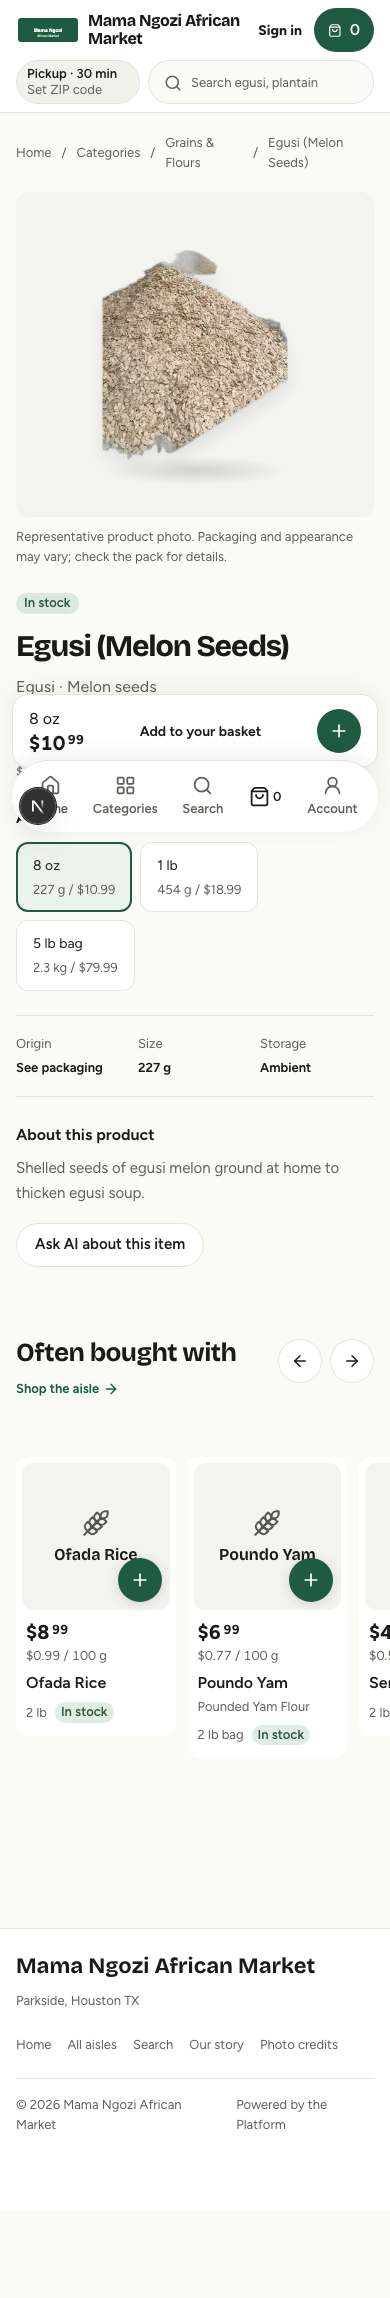 Mama Ngozi African Market
Mama Ngozi African
Market
Sign in
0
Pickup · 30 min
Set ZIP code
Search egusi, plantain
Home / Categories / Grains & Flours / Egusi (Melon Seeds)
Representative product photo. Packaging and appearance
may vary; check the pack for details.
In stock
Egusi (Melon Seeds)
Egusi · Melon seeds
8 oz
$10 99
Add to your basket
Categories
Search
0
Account
8 oz
227 g / $10.99
1 lb
454 g / $18.99
5 lb bag
2.3 kg / $79.99
Origin
See packaging
Size
227 g
Storage
Ambient
About this product
Shelled seeds of egusi melon ground at home to
thicken egusi soup.
Ask AI about this item
Often bought with
Shop the aisle →
Ofada Rice
$8 99
$0.99 / 100 g
Ofada Rice
2 lb
In stock
Poundo Yam
$6 99
$0.77 / 100 g
Poundo Yam
Pounded Yam Flour
2 lb bag
In stock
2 lb
Mama Ngozi African Market
Parkside, Houston TX
Home
All aisles
Search
Our story
Photo credits
© 2026 Mama Ngozi African
Market
Powered by the
Platform